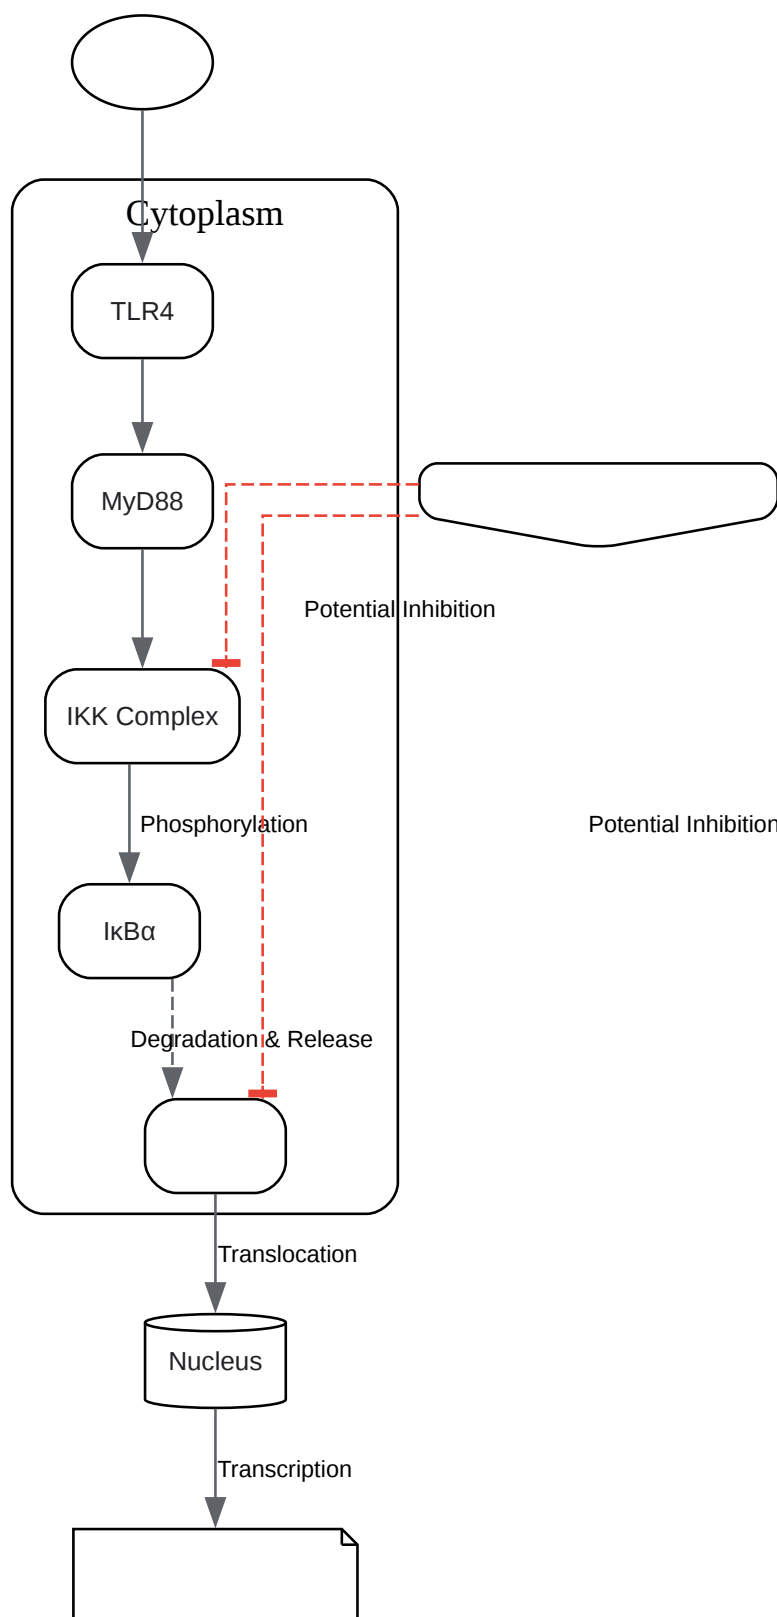 Cytoplasm
TLR4
MyD88
Potential Inhibition
IKK Complex
Phosphorylation
Potential Inhibition
IκBα
Degradation & Release
Translocation
Nucleus
Transcription